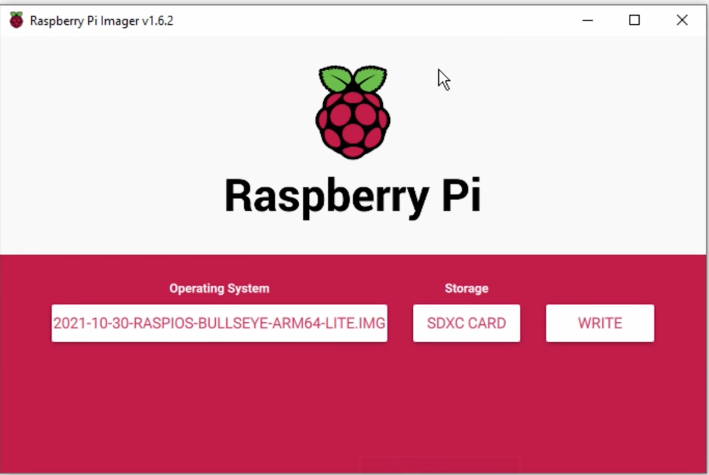 Raspberry Pi Imager v1.6.2
Raspberry Pi
Operating System
Storage
2021-10-30-RASPIOS-BULLSEYE-ARM64-LITE.IMG
SDXC CARD
WRITE